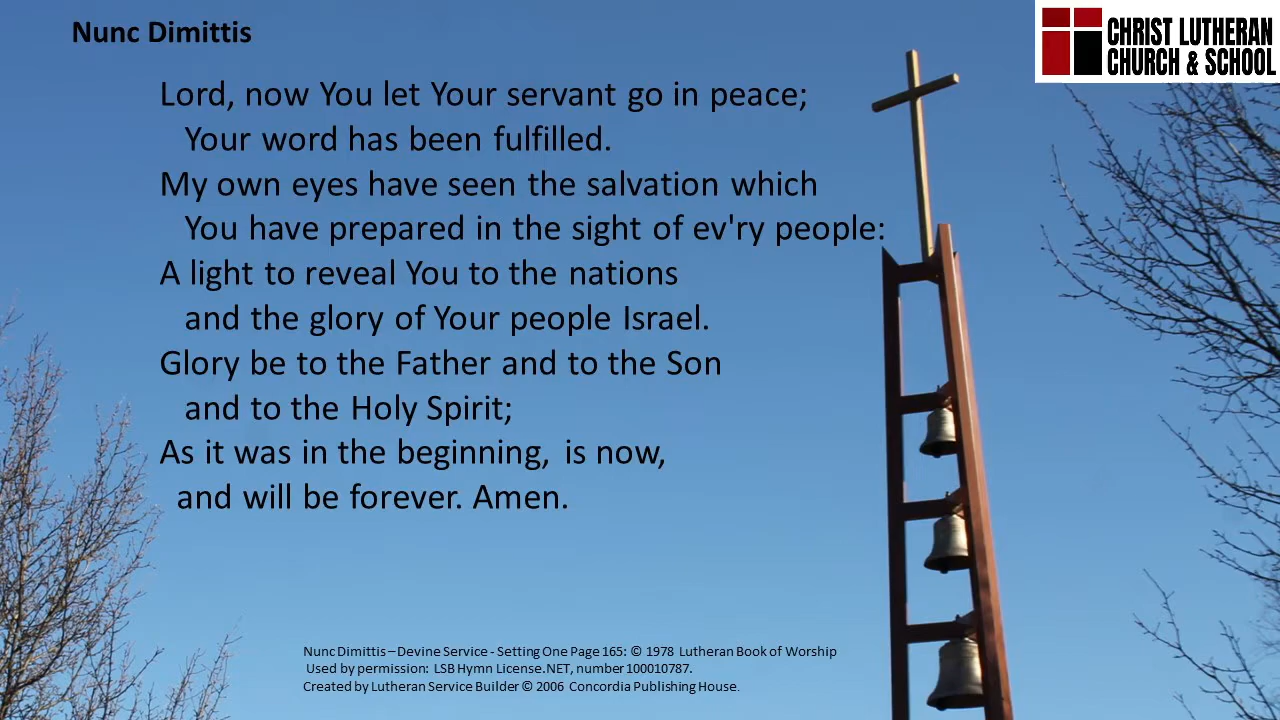 Nunc Dimittis
CHRIST LUTHERAN
CHURCH & SCHOOL
Lord, now You let Your servant go in peace;
Your word has been fulfilled.
My own eyes have seen the salvation which
You have prepared in the sight of ev'ry people:
A light to reveal You to the nations
and the glory of Your people Israel.
Glory be to the Father and to the Son
and to the Holy Spirit;
As it was in the beginning, is now,
and will be forever. Amen.
Nunc Dimittis – Devine Service - Setting One Page 165: © 1978 Lutheran Book of Worship
Used by permission: LSB Hymn License.NET, number 100010787.
Created by Lutheran Service Builder © 2006 Concordia Publishing House.